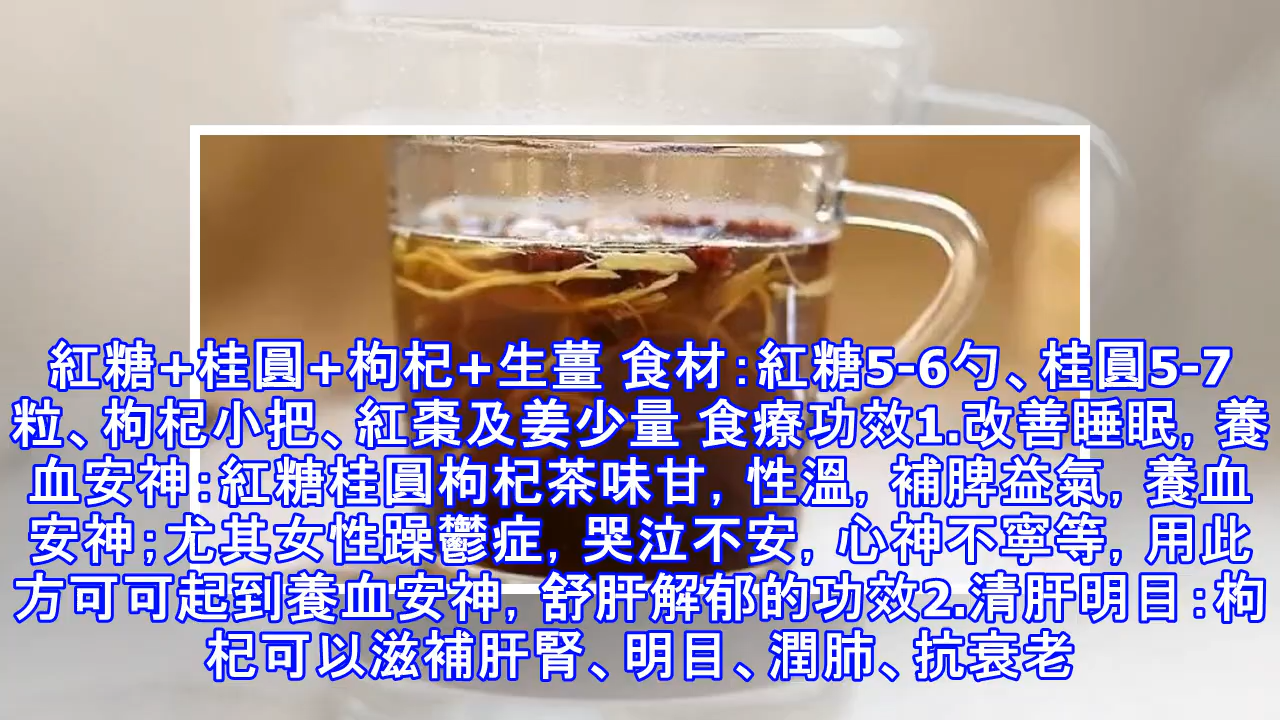 紅糖+桂圓+枸杞+生薑 食材:紅糖5-6勺、桂圓5-7
粒、枸杞小把、紅棗及姜少量 食療功效1.改善睡眠, 養
血安神:紅糖桂圓枸杞茶味甘, 性溫, 補脾益氣, 養血
安神;尤其女性躁鬱症, 哭泣不安, 心神不寧等, 用此
方可可起到養血安神, 舒肝解郁的功效2.清肝明目:枸
杞可以滋補肝腎、明目、潤肺、抗衰老